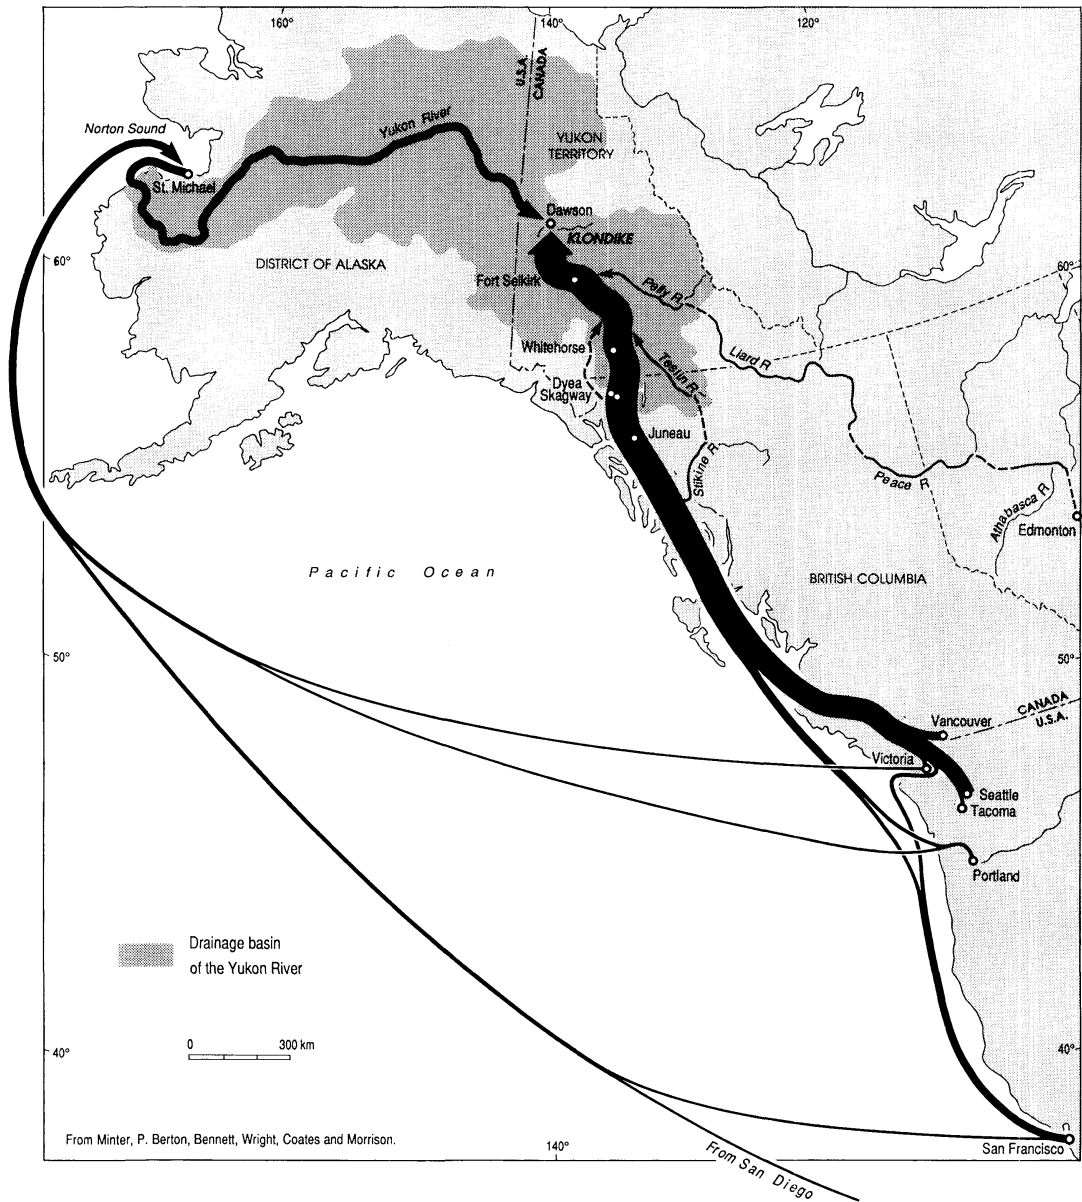 160°
140°
120°
U.S.A.
CANADA
Norton Sound
Yukon River
YUKON
TERRITORY
St. Michael
Dawson
KLONDIKE
60°
60°
DISTRICT OF ALASKA
Fort Selkirk
Pelly R.
Whitehorse
Liard R
Teslin R
Dyea
Skagway
Juneau
Stikine R
Peace R
Athabasca R
Edmonton
Pacific Ocean
BRITISH COLUMBIA
50°
50°
CANADA
U.S.A.
Vancouver
Victoria
Seattle
Tacoma
Portland
Drainage basin
of the Yukon River
0 300 km
40°
40°
From Minter, P. Berton, Bennett, Wright, Coates and Morrison.
140°
San Francisco
From San Diego